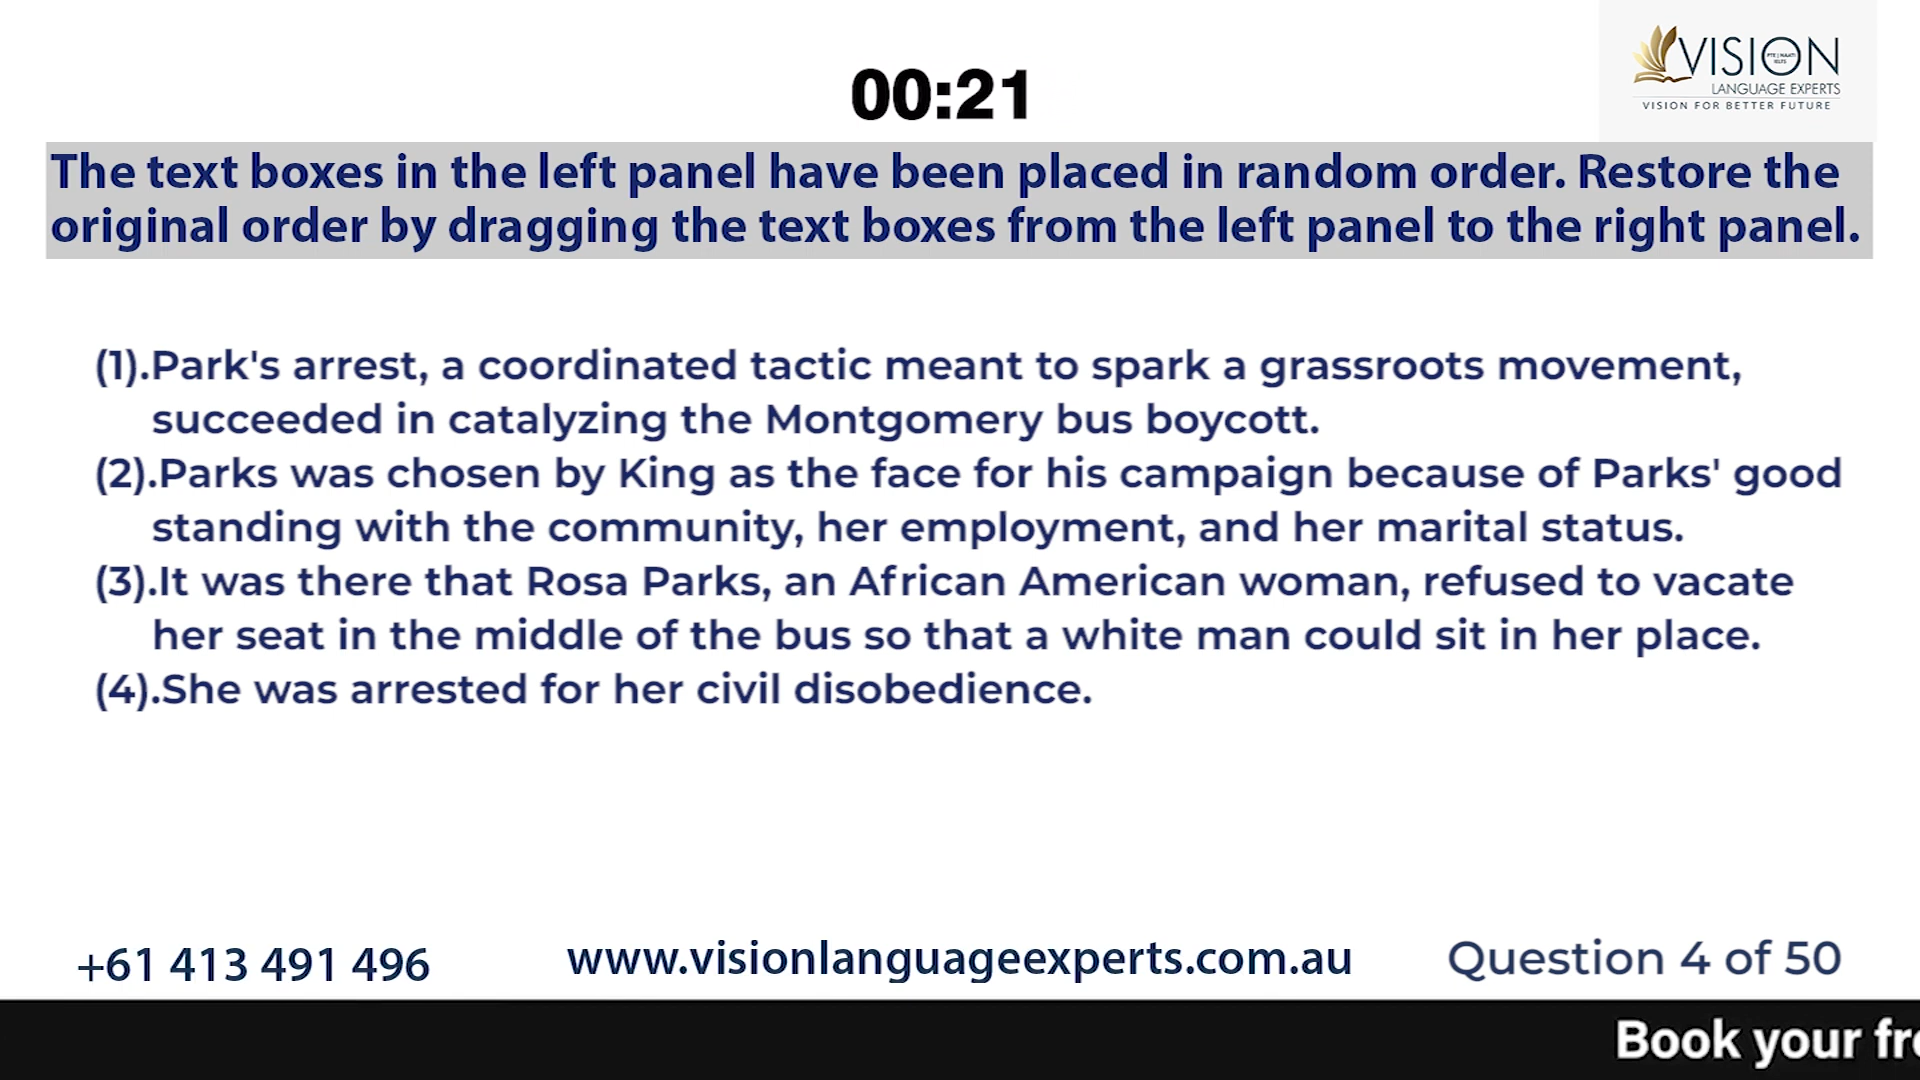 VISION
PTE | NAATI
IELTS
LANGUAGE EXPERTS
VISION FOR BETTER FUTURE
00:21
The text boxes in the left panel have been placed in random order. Restore the
original order by dragging the text boxes from the left panel to the right panel.
(1).Park's arrest, a coordinated tactic meant to spark a grassroots movement,
succeeded in catalyzing the Montgomery bus boycott.
(2).Parks was chosen by King as the face for his campaign because of Parks' good
standing with the community, her employment, and her marital status.
(3).It was there that Rosa Parks, an African American woman, refused to vacate
her seat in the middle of the bus so that a white man could sit in her place.
(4).She was arrested for her civil disobedience.
+61 413 491 496
www.visionlanguageexperts.com.au
Question 4 of 50
Book your